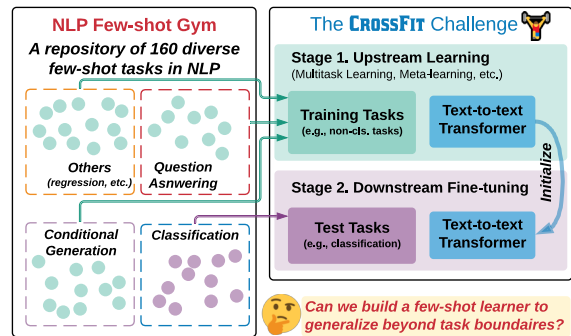 NLP Few-shot Gym
A repository of 160 diverse
few-shot tasks in NLP
Others
(regression, etc.)
Question
Asnwering
Conditional
Generation
Classification
The CROSSFIT Challenge
Stage 1. Upstream Learning
(Multitask Learning, Meta-learning, etc.)
Training Tasks
(e.g., non-cls. tasks)
Text-to-text
Transformer
Initialize
Stage 2. Downstream Fine-tuning
Test Tasks
(e.g., classification)
Text-to-text
Transformer
Can we build a few-shot learner to
generalize beyond task boundaires?